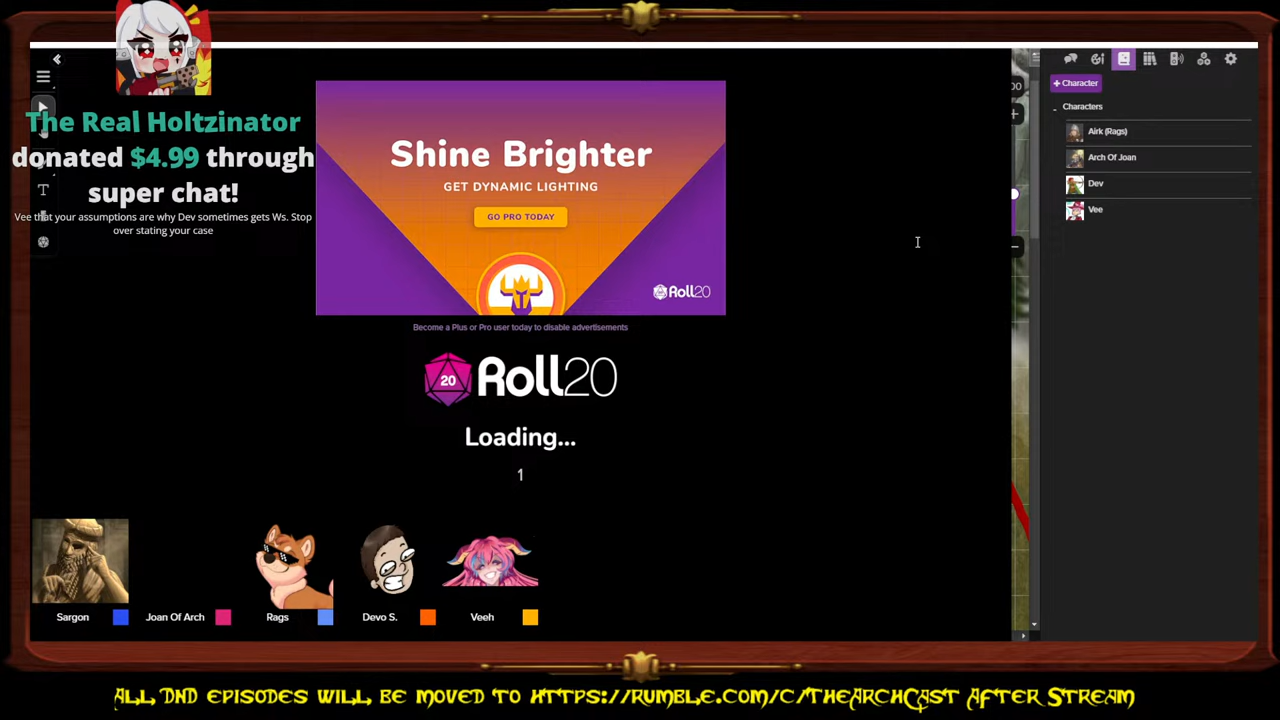 The Real Holtzinator
donated $4.99 through
super chat!
Vee that your assumptions are why Dev sometimes gets Ws. Stop
over stating your case
T
Shine Brighter
GET DYNAMIC LIGHTING
GO PRO TODAY
Roll20
Become a Plus or Pro user today to disable advertisements
20 Roll20
Loading...
1
Sargon
Joan Of Arch
Rags
Devo S.
Veeh
+ Character
Characters
Airk (Rags)
Arch Of Joan
Dev
Vee
ALL DND EPISODES WILL BE MOVED TO HTTPS://RUMBLE.COM/C/THEARCHCAST AFTER STREAM